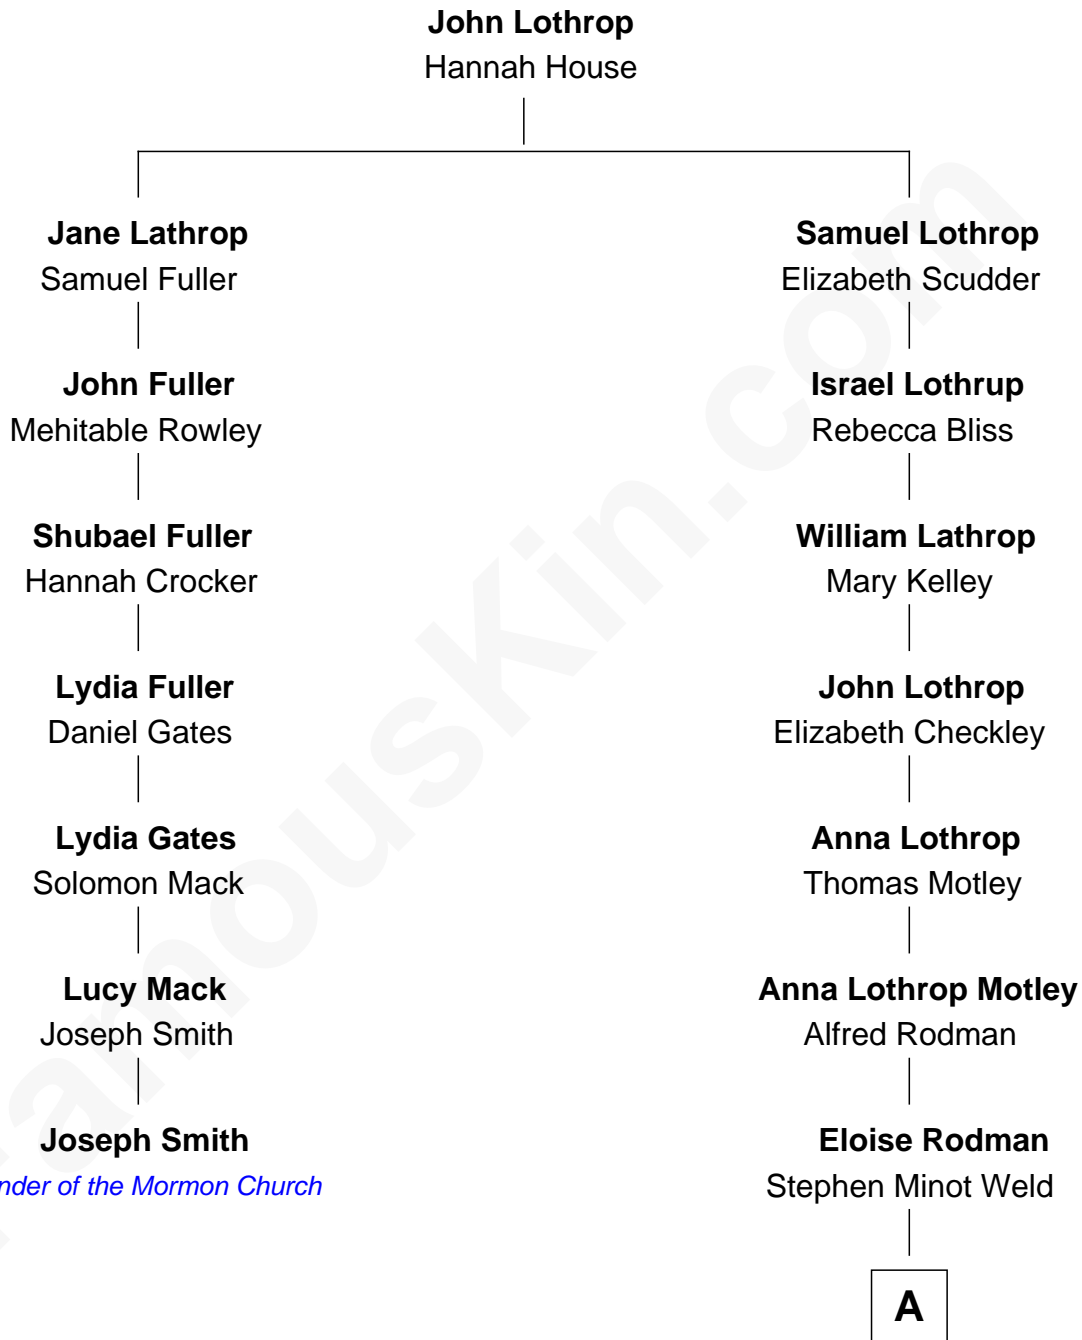 John Lothrop
Hannah House
Jane Lathrop
Samuel Fuller
John Fuller
Mehitable Rowley
Shubael Fuller
Hannah Crocker
Lydia Fuller
Daniel Gates
Lydia Gates
Solomon Mack
Lucy Mack
Joseph Smith
Joseph Smith
nder of the Mormon Church
Samuel Lothrop
Elizabeth Scudder
Israel Lothrup
Rebecca Bliss
William Lathrop
Mary Kelley
John Lothrop
Elizabeth Checkley
Anna Lothrop
Thomas Motley
Anna Lothrop Motley
Alfred Rodman
Eloise Rodman
Stephen Minot Weld
A
FamousKin.com